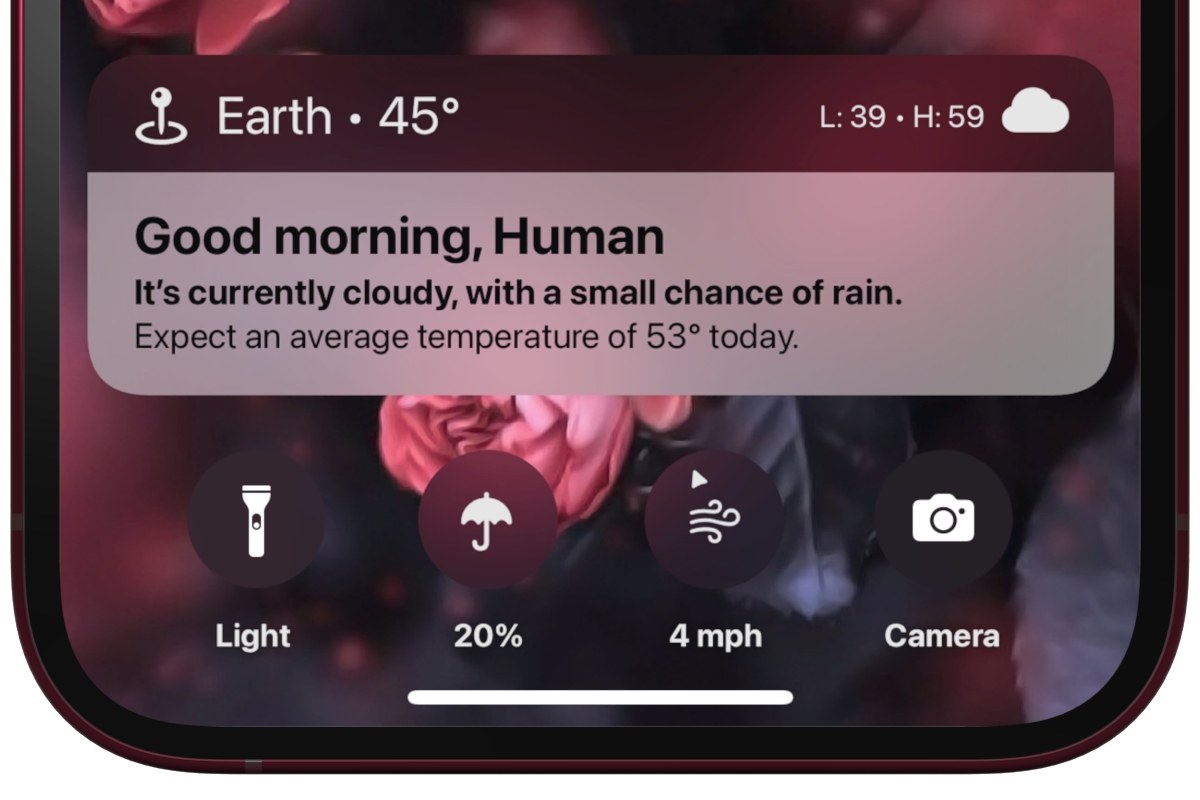 Earth • 45°
L: 39 • H: 59
Good morning, Human
It’s currently cloudy, with a small chance of rain.
Expect an average temperature of 53° today.
Light
20%
4 mph
Camera